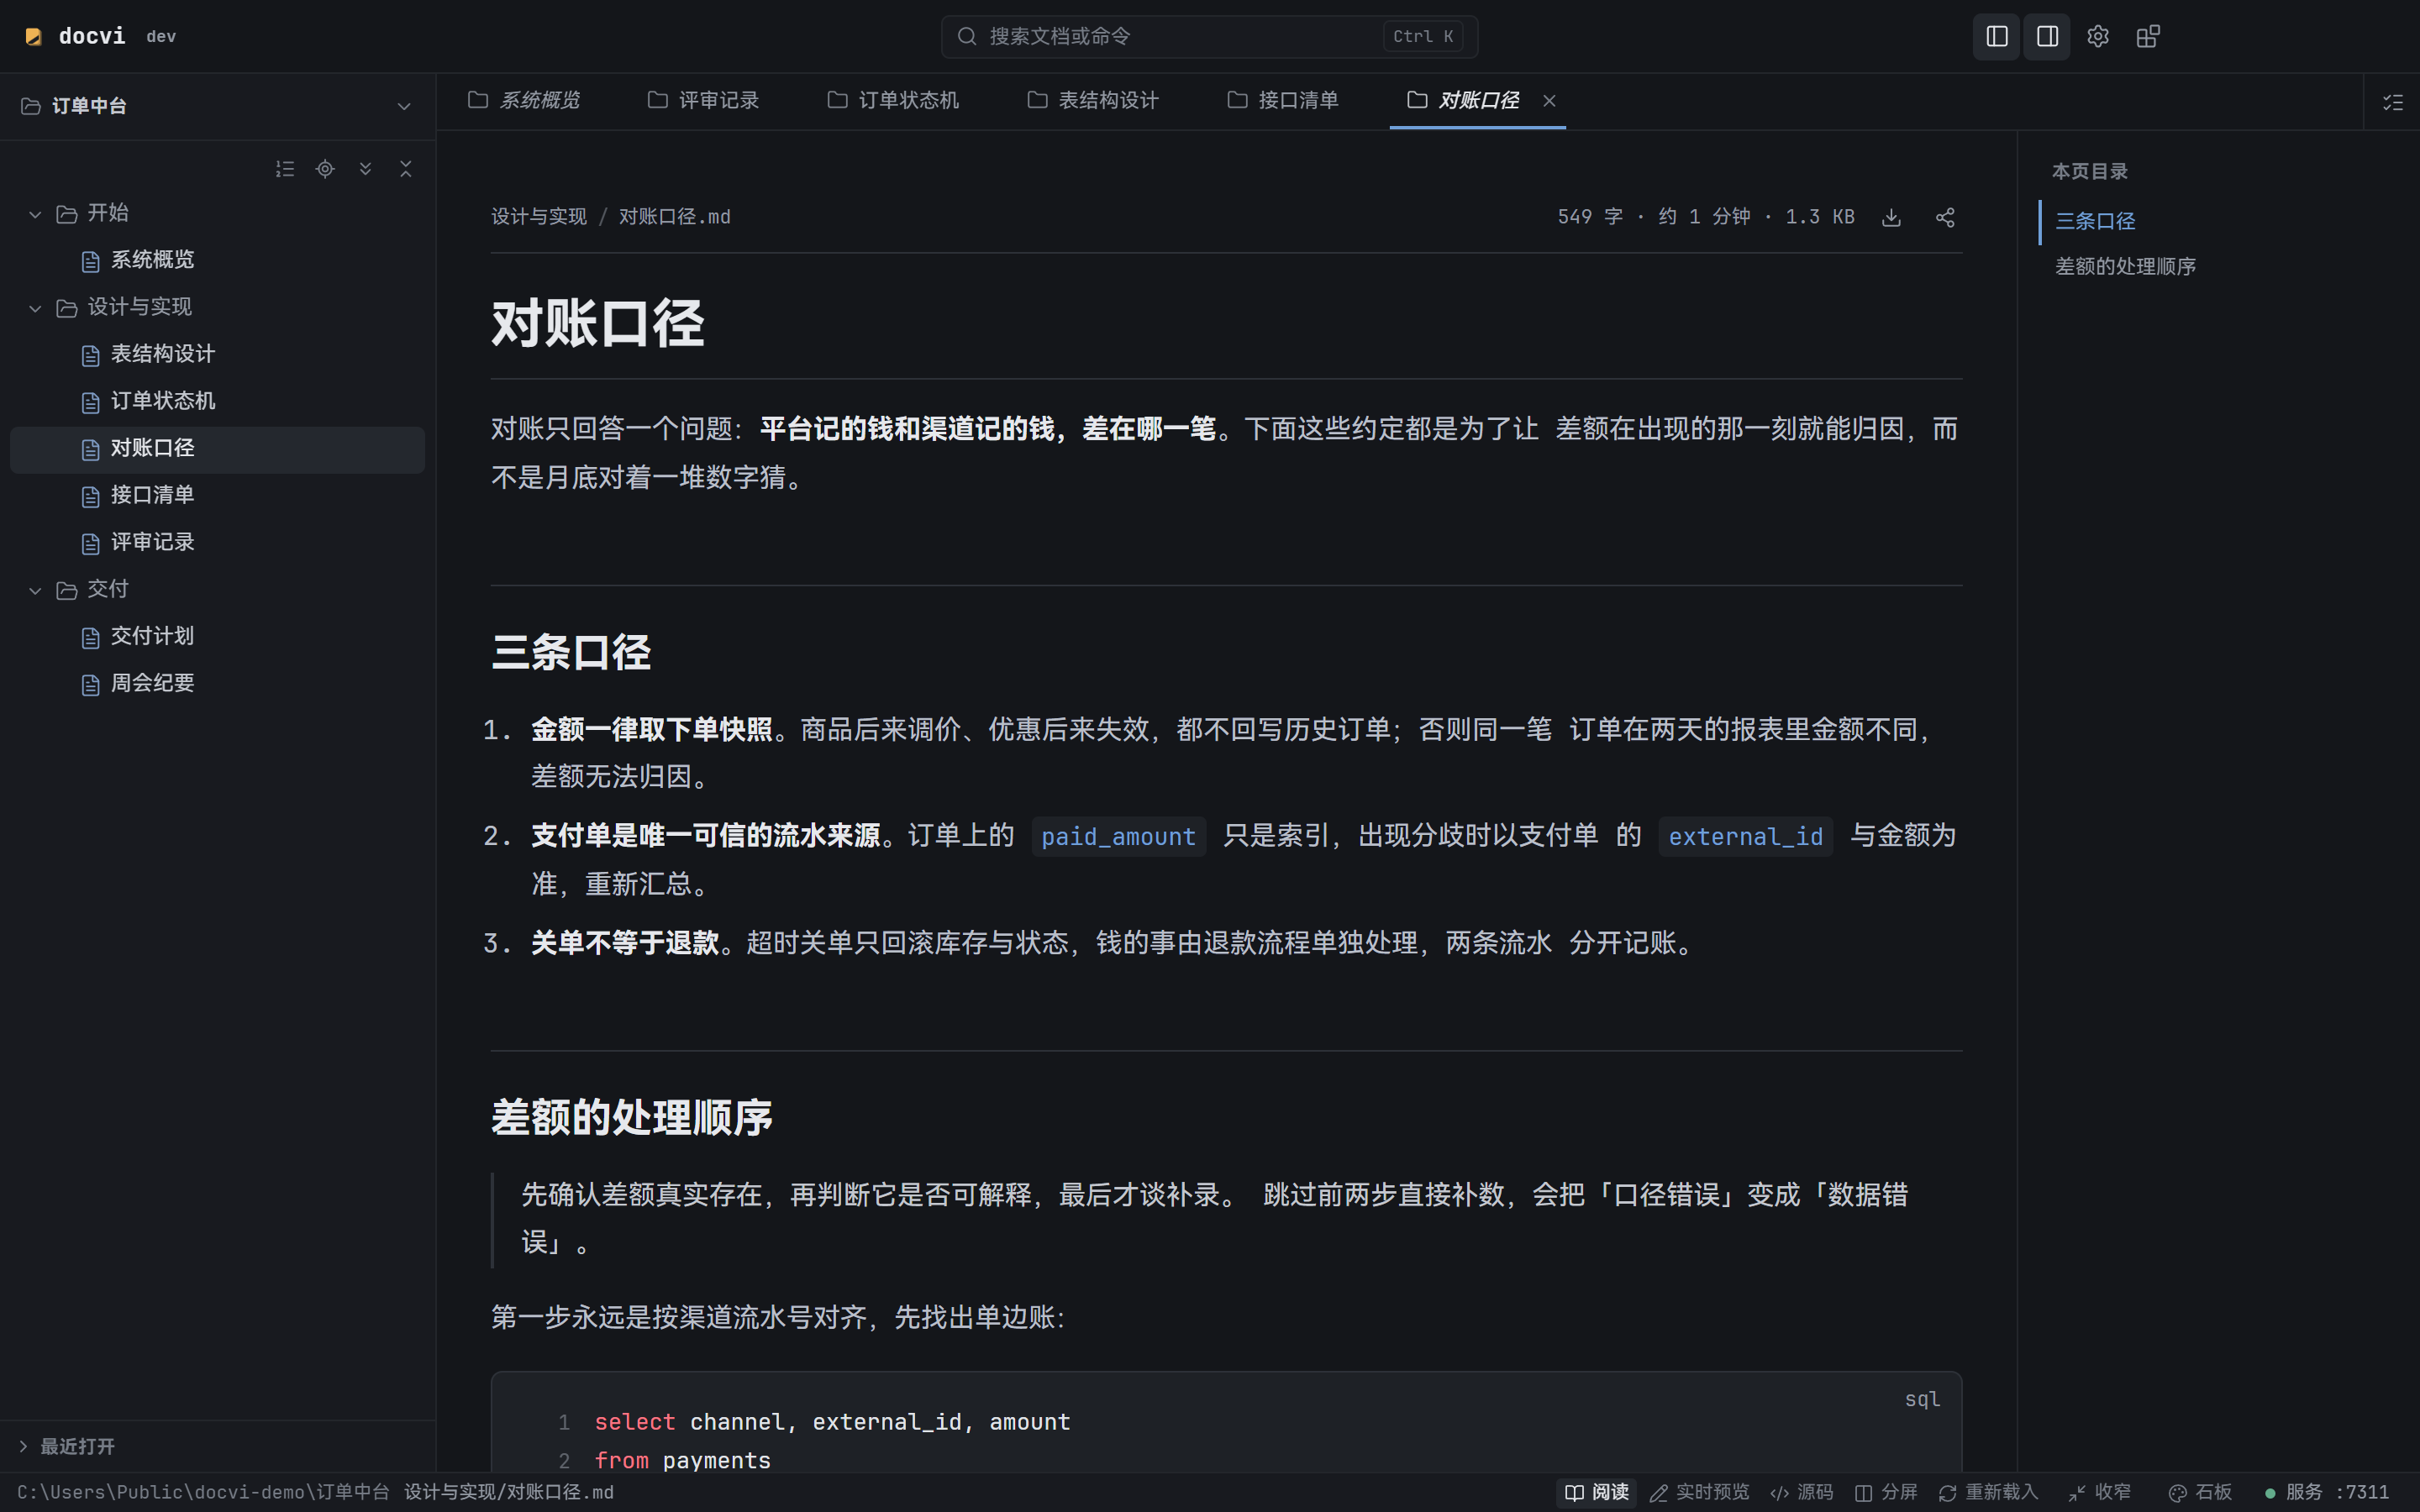 docvi dev
搜索文档或命令 Ctrl K
订单中台
系统概览 评审记录 订单状态机 表结构设计 接口清单 对账口径
开始
系统概览
设计与实现
表结构设计
订单状态机
对账口径
接口清单
评审记录
交付
交付计划
周会纪要
最近打开
设计与实现 / 对账口径.md
549 字 · 约 1 分钟 · 1.3 KB
对账口径
对账只回答一个问题：平台记的钱和渠道记的钱，差在哪一笔。下面这些约定都是为了让 差额在出现的那一刻就能归因，而
不是月底对着一堆数字猜。
三条口径
1. 金额一律取下单快照。商品后来调价、优惠后来失效，都不回写历史订单；否则同一笔 订单在两天的报表里金额不同，
差额无法归因。
2. 支付单是唯一可信的流水来源。订单上的 paid_amount 只是索引，出现分歧时以支付单 的 external_id 与金额为
准，重新汇总。
3. 关单不等于退款。超时关单只回滚库存与状态，钱的事由退款流程单独处理，两条流水 分开记账。
差额的处理顺序
先确认差额真实存在，再判断它是否可解释，最后才谈补录。 跳过前两步直接补数，会把「口径错误」变成「数据错
误」。
第一步永远是按渠道流水号对齐，先找出单边账：
sql
1 select channel, external_id, amount
2 from payments
本页目录
三条口径
差额的处理顺序
C:\Users\Public\docvi-demo\订单中台 设计与实现/对账口径.md
阅读 实时预览 源码 分屏 重新载入 收窄 石板 服务 :7311